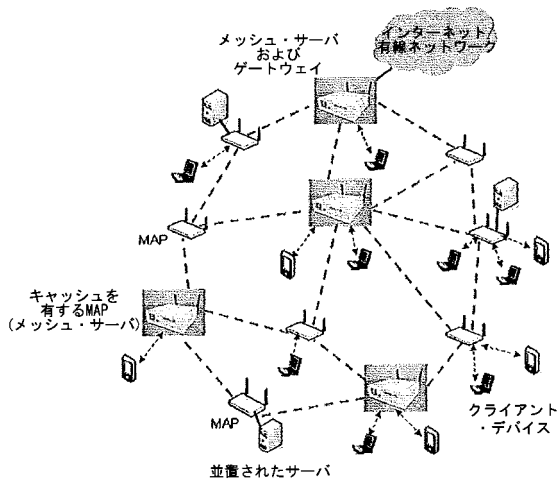 メッシュ・サーバ
および
ゲートウェイ
インターネット/
有線ネットワーク
MAP
キャッシュを
有するMAP
(メッシュ・サーバ)
MAP
クライアント
・デバイス
並置されたサーバ